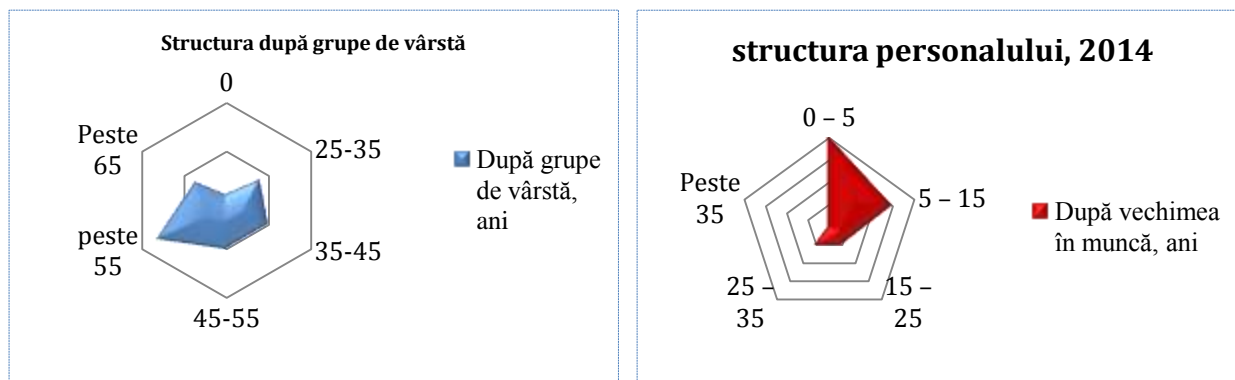 Structura după grupe de vârstă
0
25-35
35-45
45-55
peste
55
Peste
65
După grupe
de vârstă,
ani
structura personalului, 2014
0 – 5
5 – 15
15 –
25
25 –
35
Peste
35
După vechimea
în muncă, ani